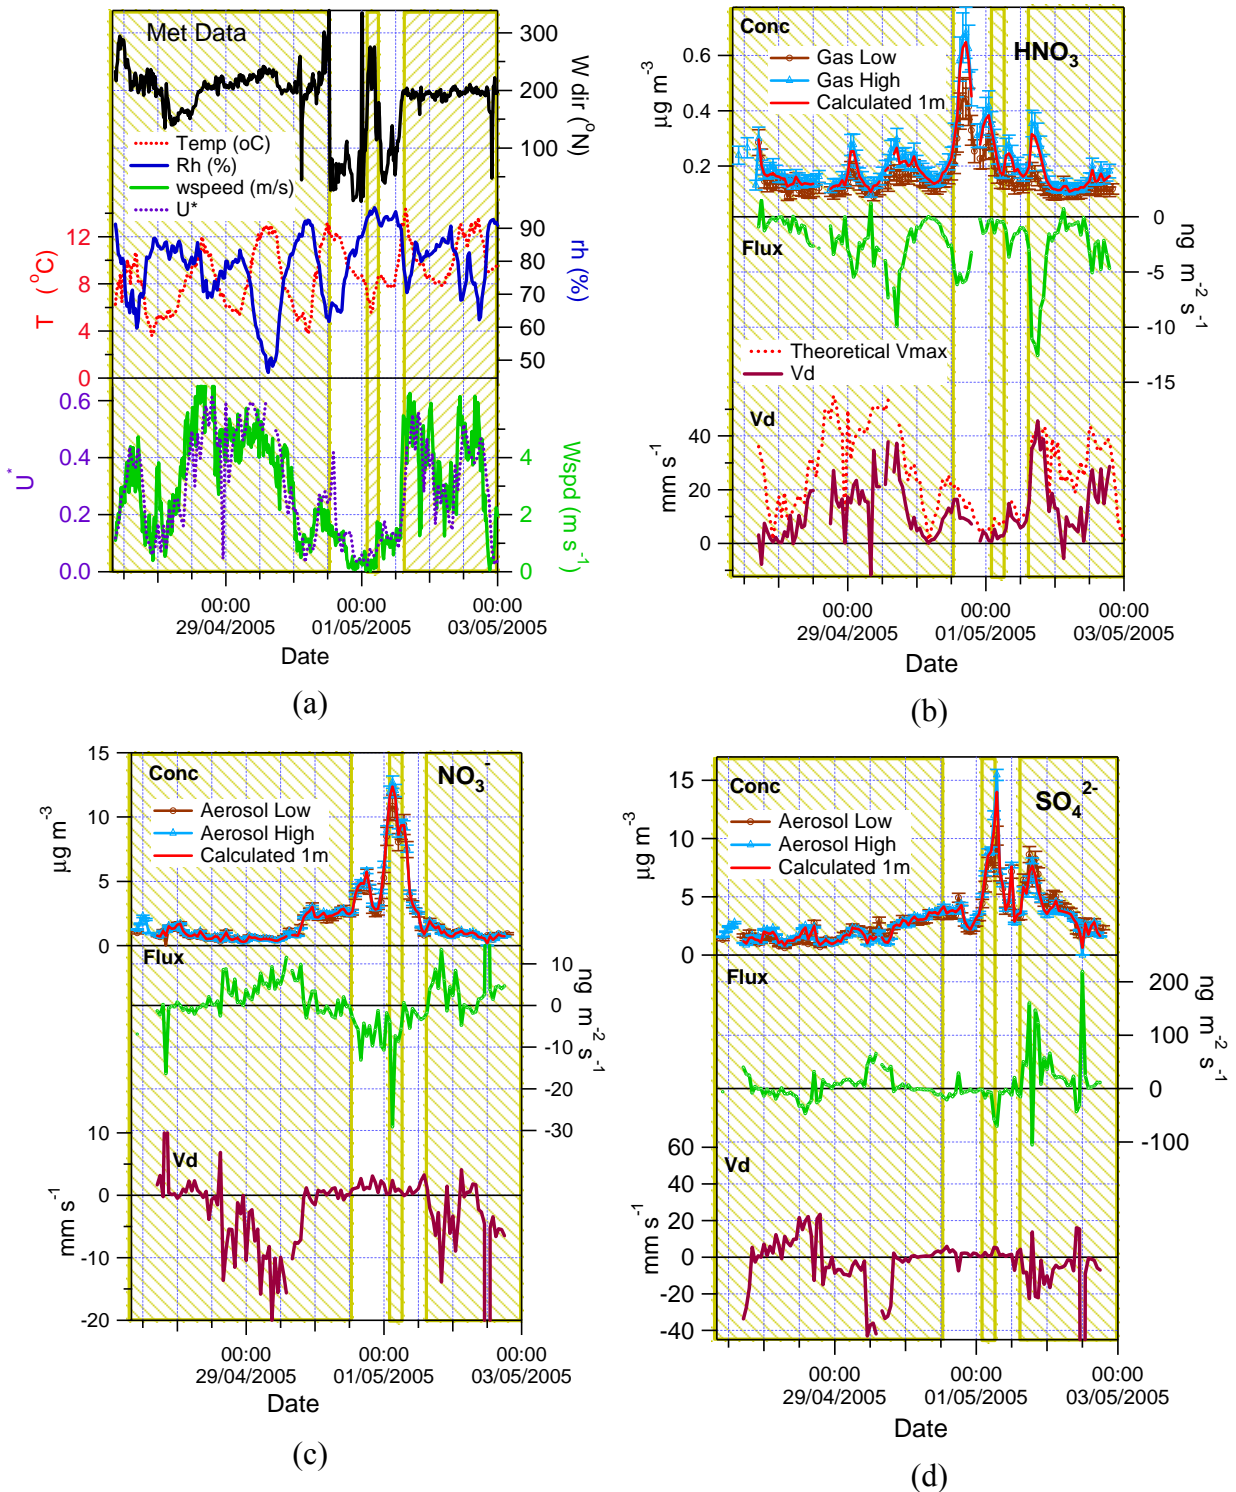 Met Data
300
200
100
W dir (°N)
Temp (oC)
Rh (%)
wspeed (m/s)
U*
12
8
4
0
T (°C)
90
80
70
60
50
rh (%)
0.6
0.4
0.2
0.0
U*
4
2
0
Wspd (m s-1)
00:00
29/04/2005
00:00
01/05/2005
00:00
03/05/2005
Date
(a)
Conc
HNO3
Gas Low
Gas High
Calculated 1m
0.6
0.4
0.2
µg m-3
Flux
0
-5
-10
-15
ng m-2 s-1
Theoretical Vmax
Vd
Vd
40
20
0
mm s-1
00:00
29/04/2005
00:00
01/05/2005
00:00
03/05/2005
Date
(b)
15
10
5
0
µg m-3
Conc
NO3-
Aerosol Low
Aerosol High
Calculated 1m
Flux
10
0
-10
-20
-30
ng m-2 s-1
Vd
10
0
-10
-20
mm s-1
00:00
29/04/2005
00:00
01/05/2005
00:00
03/05/2005
Date
(c)
15
10
5
0
µg m-3
Conc
SO42-
Aerosol Low
Aerosol High
Calculated 1m
Flux
200
100
0
-100
ng m-2 s-1
Vd
60
40
20
0
-20
-40
mm s-1
00:00
29/04/2005
00:00
01/05/2005
00:00
03/05/2005
Date
(d)